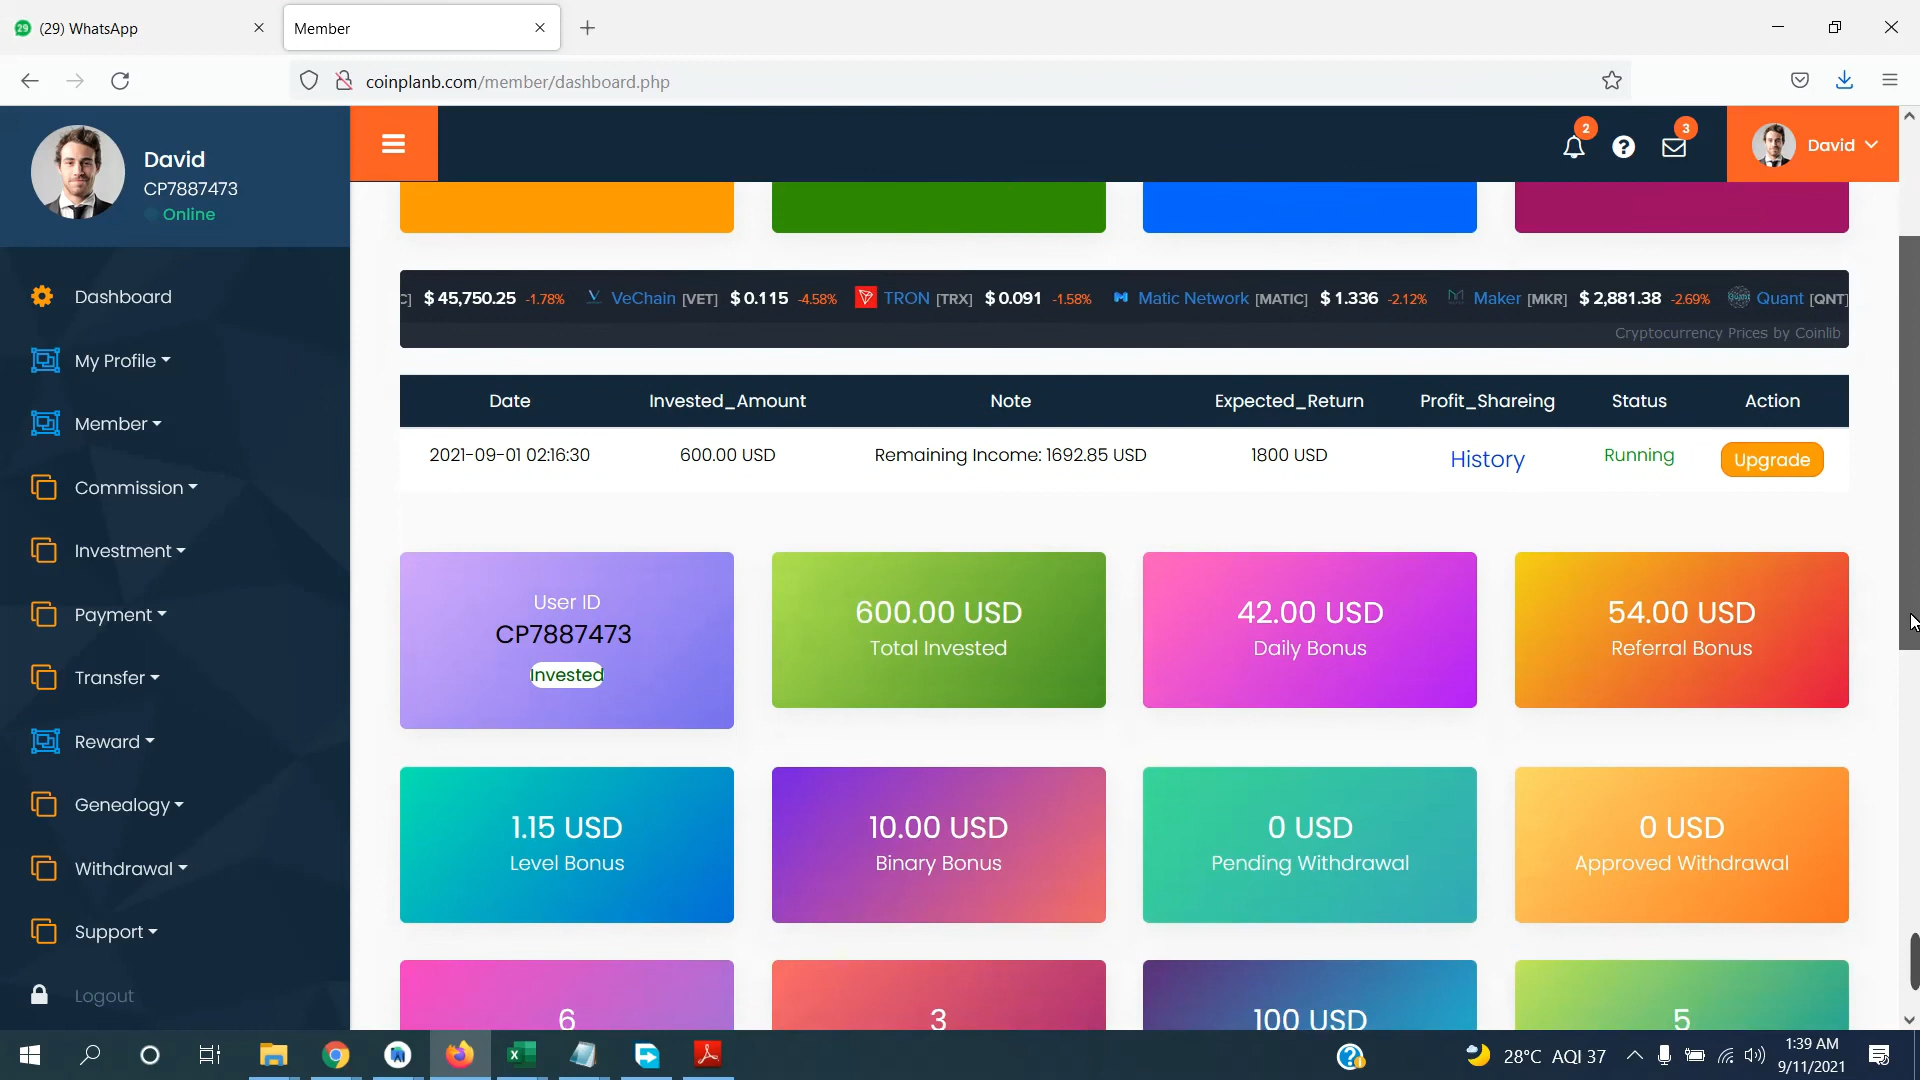 29 (29) WhatsApp
Member
coinplanb.com/member/dashboard.php
David
CP7887473
Online
2
3
David
Dashboard
My Profile
Member
Commission
Investment
Payment
Transfer
Reward
Genealogy
Withdrawal
Support
Logout
C] $ 45,750.25 -1.78% VeChain [VET] $ 0.115 -4.58% TRON [TRX] $ 0.091 -1.58% Matic Network [MATIC] $ 1.336 -2.12% Maker [MKR] $ 2,881.38 -2.69% Quant [QNT]
Cryptocurrency Prices by Coinlib
Date Invested_Amount Note Expected_Return Profit_Shareing Status Action
2021-09-01 02:16:30 600.00 USD Remaining Income: 1692.85 USD 1800 USD History Running Upgrade
User ID
CP7887473
Invested
600.00 USD
Total Invested
42.00 USD
Daily Bonus
54.00 USD
Referral Bonus
1.15 USD
Level Bonus
10.00 USD
Binary Bonus
0 USD
Pending Withdrawal
0 USD
Approved Withdrawal
6
3
100 USD
5
28°C AQI 37
1:39 AM
9/11/2021